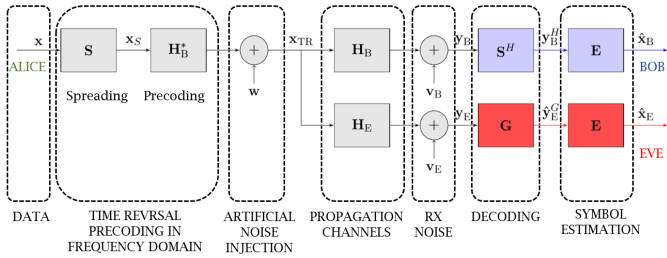 x
ALICE
S
x_S
H_B^*
Spreading
Precoding
+
w
x_TR
H_B
H_E
+
v_B
y_B
+
v_E
y_E
S^H
G
y_B^H
ŷ_E^G
E
E
x̂_B
BOB
x̂_E
EVE
DATA
TIME REVRSAL
PRECODING IN
FREQUENCY DOMAIN
ARTIFICIAL
NOISE
INJECTION
PROPAGATION
CHANNELS
RX
NOISE
DECODING
SYMBOL
ESTIMATION